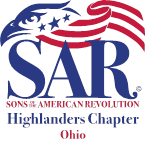 SAR
SONS OF THE AMERICAN REVOLUTION
Highlanders Chapter
Ohio